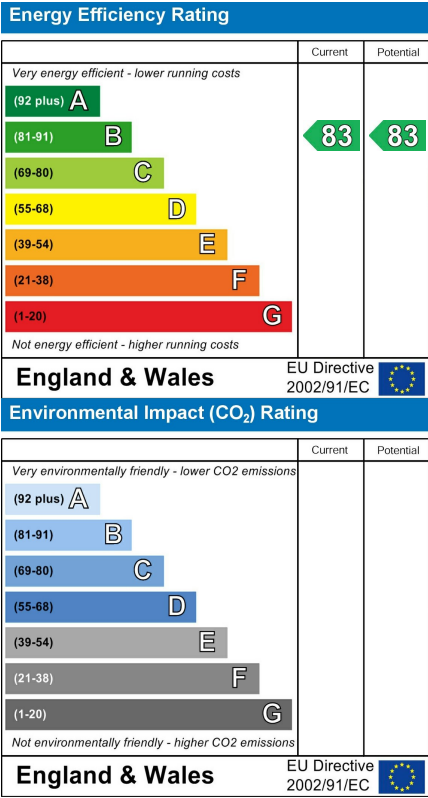 Energy Efficiency Rating
Current Potential
Very energy efficient - lower running costs
(92 plus) A
(81-91) B 83 83
(69-80) C
(55-68) D
(39-54) E
(21-38) F
(1-20) G
Not energy efficient - higher running costs
England & Wales
EU Directive
2002/91/EC
Environmental Impact (CO₂) Rating
Current Potential
Very environmentally friendly - lower CO2 emissions
(92 plus) A
(81-91) B
(69-80) C
(55-68) D
(39-54) E
(21-38) F
(1-20) G
Not environmentally friendly - higher CO2 emissions
England & Wales
EU Directive
2002/91/EC